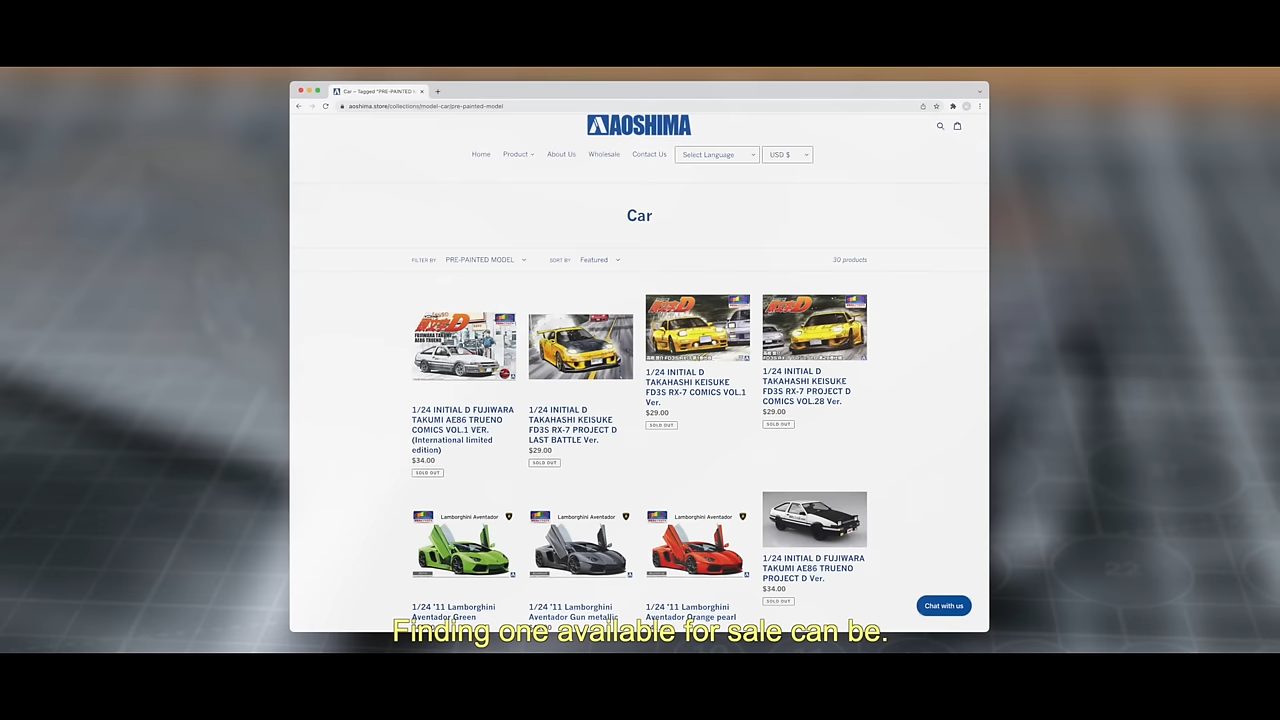 Car – Tagged "PRE-PAINTED M
aoshima.store/collections/model-car/pre-painted-model
AOSHIMA
Home Product About Us Wholesale Contact Us Select Language USD $
Car
FILTER BY PRE-PAINTED MODEL SORT BY Featured 30 products
1/24 INITIAL D FUJIWARA
TAKUMI AE86 TRUENO
COMICS VOL.1 VER.
(International limited
edition)
$34.00
SOLD OUT
1/24 INITIAL D
TAKAHASHI KEISUKE
FD3S RX-7 PROJECT D
LAST BATTLE Ver.
$29.00
SOLD OUT
1/24 INITIAL D
TAKAHASHI KEISUKE
FD3S RX-7 COMICS VOL.1
Ver.
$29.00
SOLD OUT
1/24 INITIAL D
TAKAHASHI KEISUKE
FD3S RX-7 PROJECT D
COMICS VOL.28 Ver.
$29.00
SOLD OUT
Lamborghini Aventador
1/24 '11 Lamborghini
Aventador Green
Lamborghini Aventador
1/24 '11 Lamborghini
Aventador Gun metallic
Lamborghini Aventador
1/24 '11 Lamborghini
Aventador Orange pearl
1/24 INITIAL D FUJIWARA
TAKUMI AE86 TRUENO
PROJECT D Ver.
$34.00
SOLD OUT
Chat with us
Finding one available for sale can be.